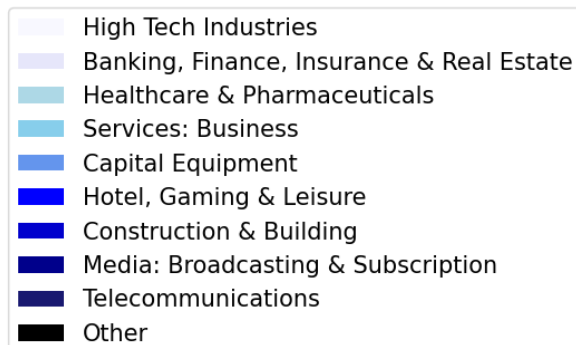 High Tech Industries
Banking, Finance, Insurance & Real Estate
Healthcare & Pharmaceuticals
Services: Business
Capital Equipment
Hotel, Gaming & Leisure
Construction & Building
Media: Broadcasting & Subscription
Telecommunications
Other